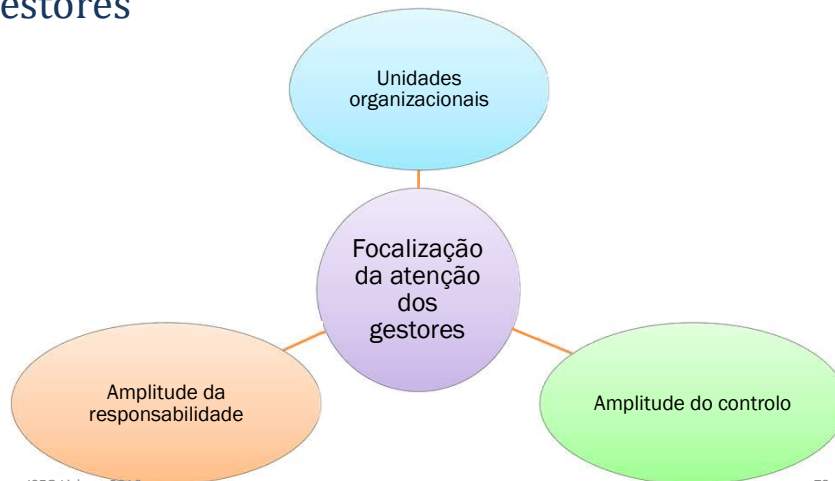 estores
Unidades
organizacionais
Focalização
da atenção
dos
gestores
Amplitude da
responsabilidade
Amplitude do controlo